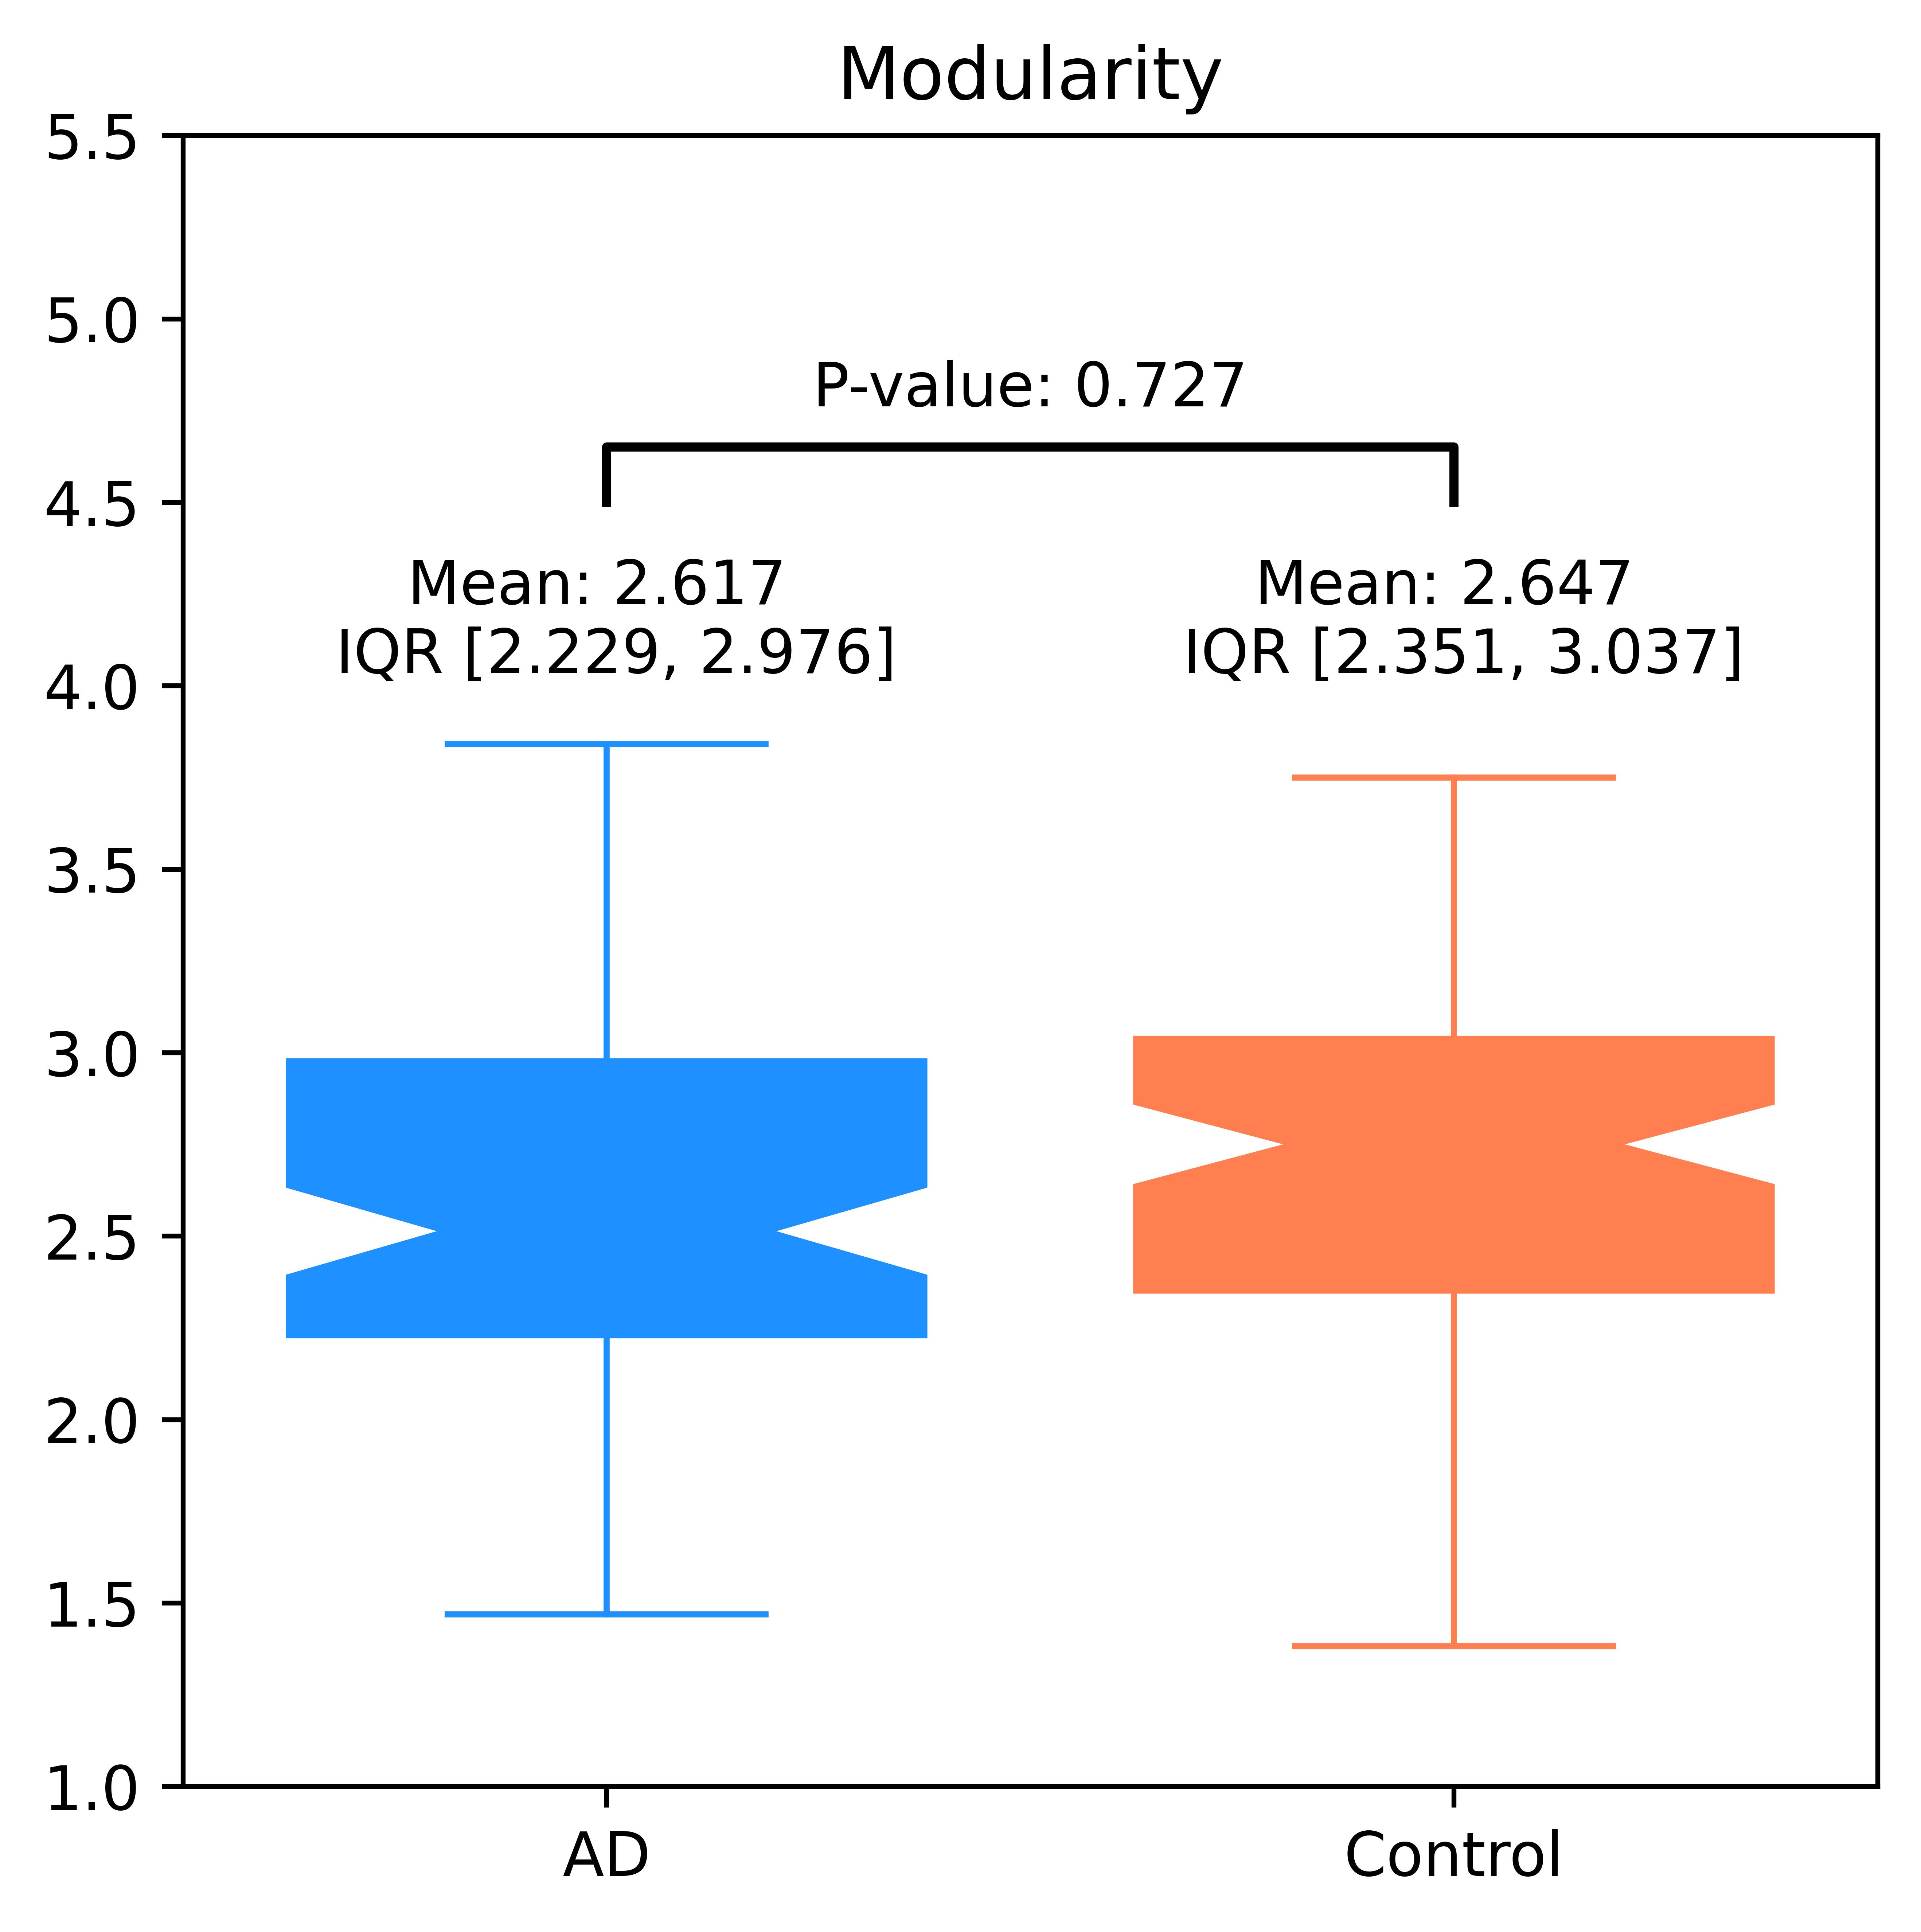 Modularity
5.5
5.0
P-value: 0.727
4.5
Mean: 2.617
IQR [2.229, 2.976]
Mean: 2.647
IQR [2.351, 3.037]
4.0
3.5
3.0
2.5
2.0
1.5
1.0
AD
Control